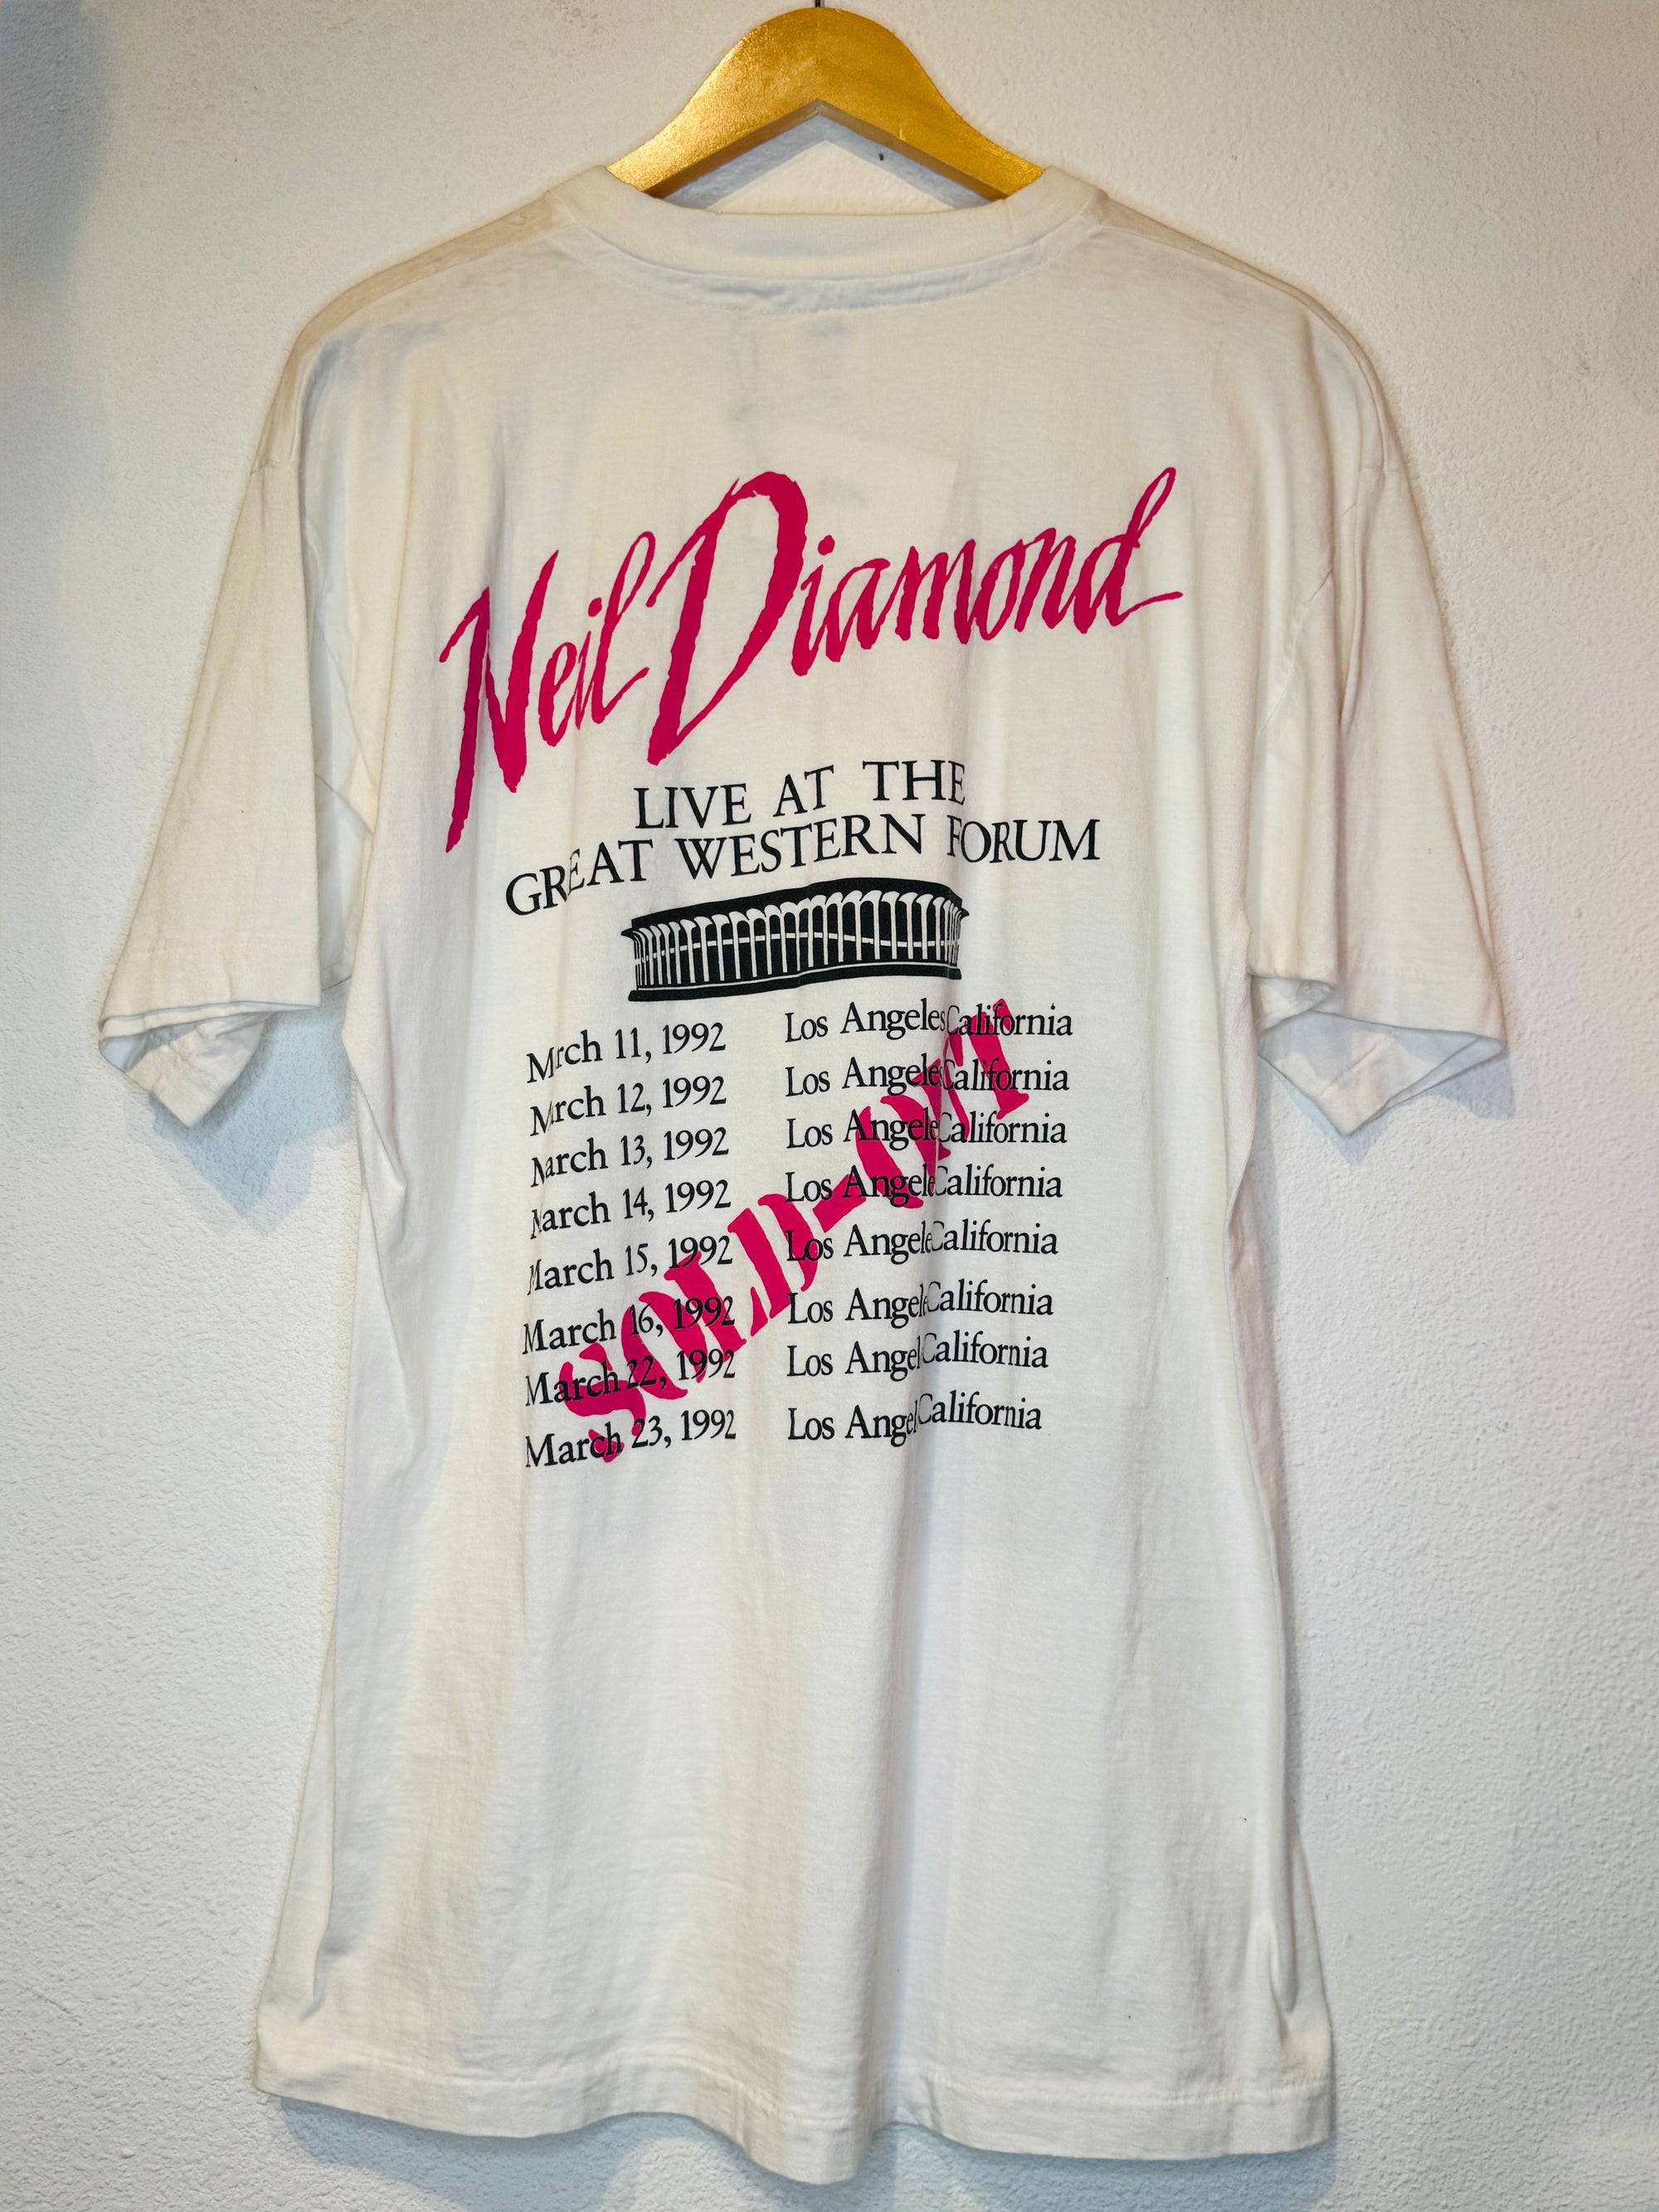 Neil Diamond
LIVE AT THE
GREAT WESTERN FORUM
March 11, 1992 Los Angeles California
March 12, 1992 Los Angeles California
March 13, 1992 Los Angeles California
March 14, 1992 Los Angeles California
March 15, 1992 Los Angeles California
March 16, 1992 Los Angeles California
March 22, 1992 Los Angeles California
March 23, 1992 Los Angeles California
SOLD-OUT